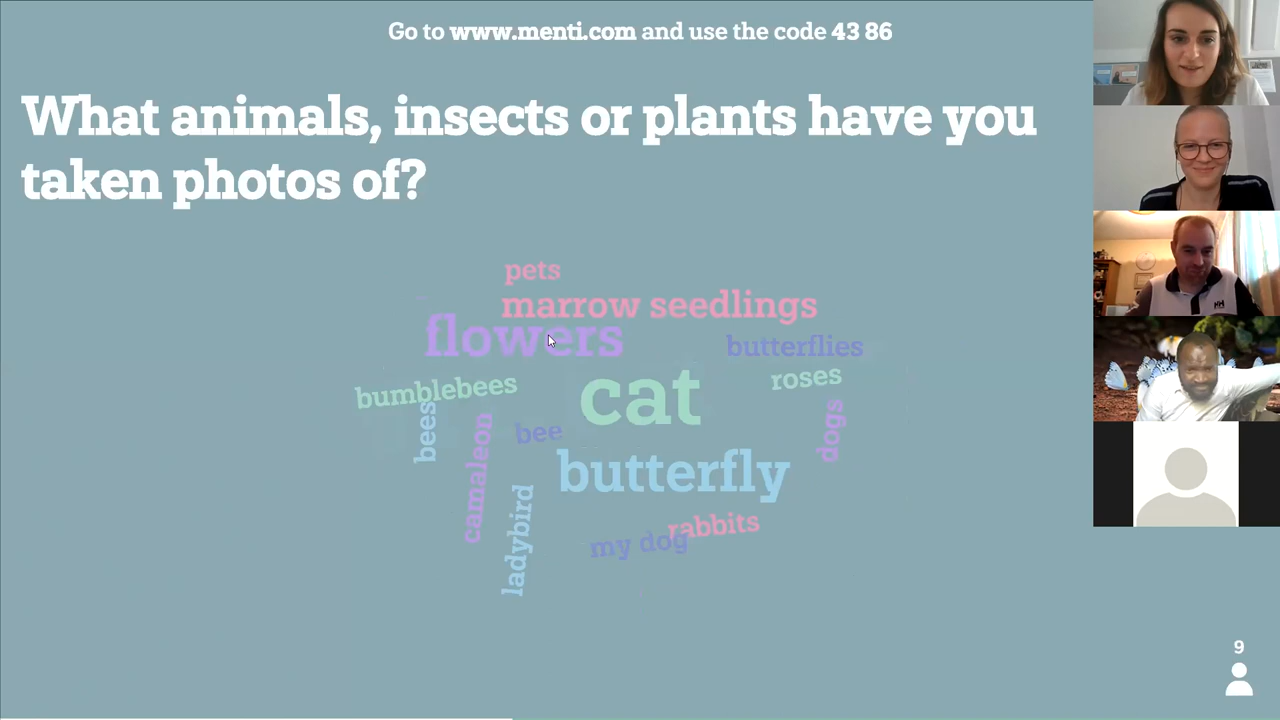 Go to www.menti.com and use the code 43 86
What animals, insects or plants have you
taken photos of?
pets
marrow seedlings
flowers
butterflies
bumblebees
cat
roses
bees
camaleon
bee
dogs
butterfly
ladybird
rabbits
my dog
HH
9